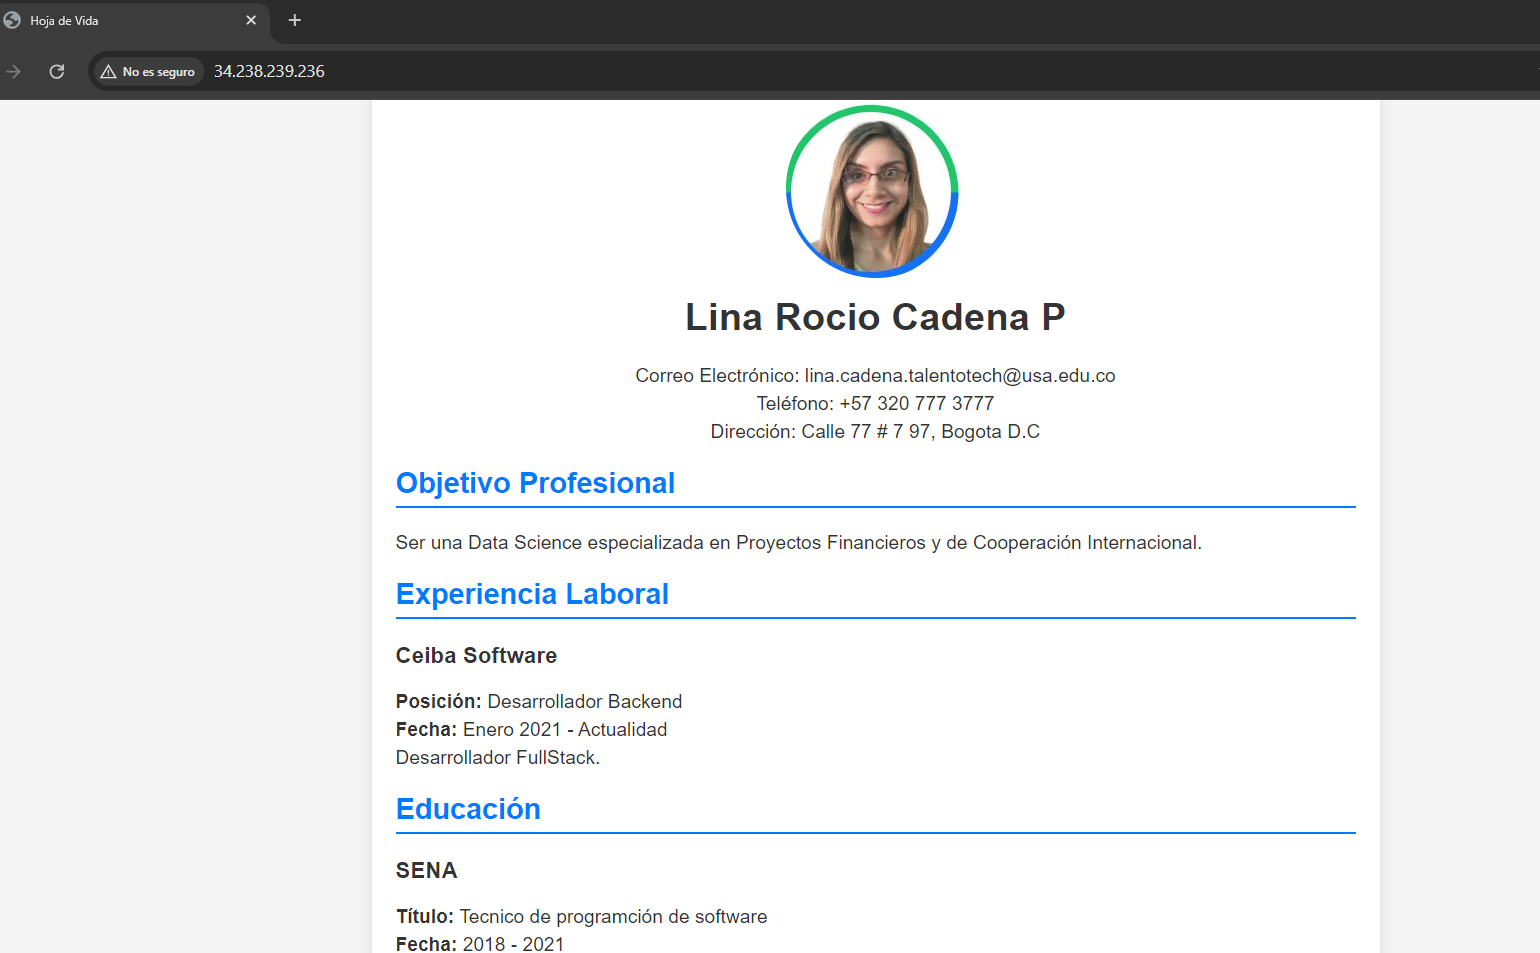 Hoja de Vida
No es seguro 34.238.239.236
Lina Rocio Cadena P
Correo Electrónico: lina.cadena.talentotech@usa.edu.co
Teléfono: +57 320 777 3777
Dirección: Calle 77 # 7 97, Bogota D.C
Objetivo Profesional
Ser una Data Science especializada en Proyectos Financieros y de Cooperación Internacional.
Experiencia Laboral
Ceiba Software
Posición: Desarrollador Backend
Fecha: Enero 2021 - Actualidad
Desarrollador FullStack.
Educación
SENA
Título: Tecnico de programción de software
Fecha: 2018 - 2021